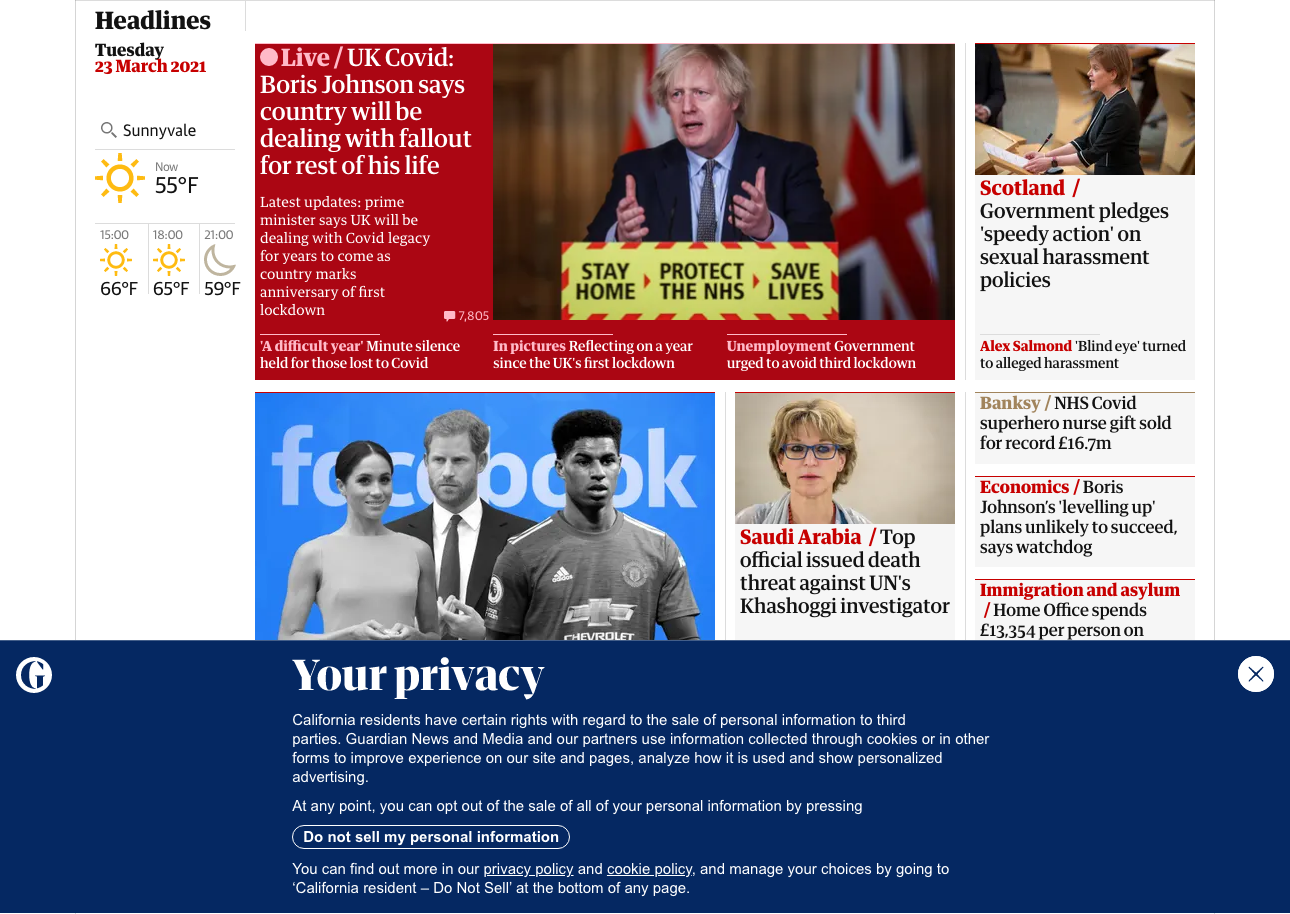 Headlines
Tuesday
23 March 2021
Sunnyvale
Now
55°F
15:00
18:00
21:00
66°F
65°F
59°F
Live / UK Covid:
Boris Johnson says
country will be
dealing with fallout
for rest of his life
Latest updates: prime
minister says UK will be
dealing with Covid legacy
for years to come as
country marks
anniversary of first
lockdown
7,805
STAY HOME
PROTECT THE NHS
SAVE LIVES
'A difficult year' Minute silence
held for those lost to Covid
In pictures Reflecting on a year
since the UK's first lockdown
Unemployment Government
urged to avoid third lockdown
Scotland /
Government pledges
'speedy action' on
sexual harassment
policies
Alex Salmond 'Blind eye' turned
to alleged harassment
facebook
adidas
CHEVROLET
Saudi Arabia / Top
official issued death
threat against UN's
Khashoggi investigator
Banksy / NHS Covid
superhero nurse gift sold
for record £16.7m
Economics / Boris
Johnson's 'levelling up'
plans unlikely to succeed,
says watchdog
Immigration and asylum
/ Home Office spends
£13,354 per person on
Your privacy
California residents have certain rights with regard to the sale of personal information to third
parties. Guardian News and Media and our partners use information collected through cookies or in other
forms to improve experience on our site and pages, analyze how it is used and show personalized
advertising.
At any point, you can opt out of the sale of all of your personal information by pressing
Do not sell my personal information
You can find out more in our privacy policy and cookie policy, and manage your choices by going to
‘California resident – Do Not Sell’ at the bottom of any page.